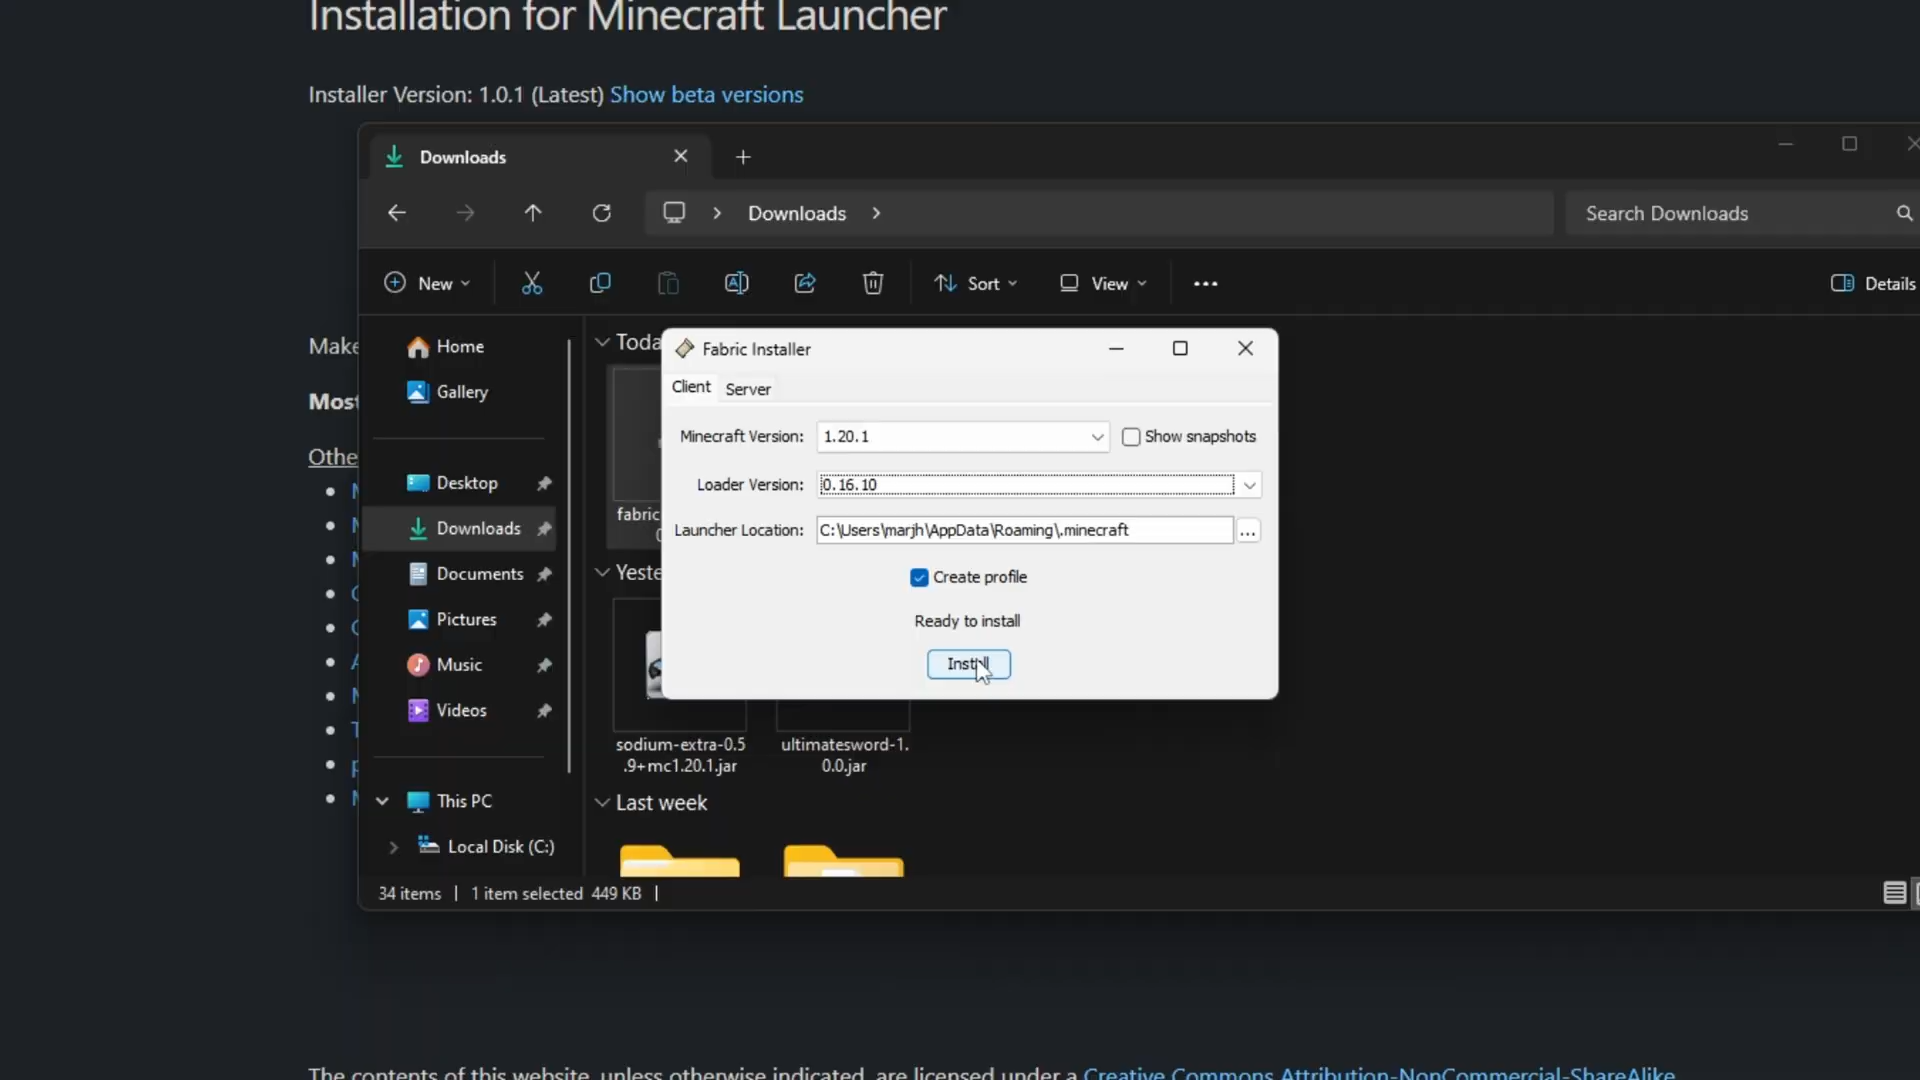 Installation for Minecraft Launcher
Installer Version: 1.0.1 (Latest) Show beta versions
Downloads
Downloads
Search Downloads
New
Sort
View
Details
Make
Most
Othe
Home
Gallery
Desktop
Downloads
Documents
Pictures
Music
Videos
This PC
Local Disk (C:)
Toda
fabric
Yeste
Fabric Installer
Client
Server
Minecraft Version:
1.20.1
Show snapshots
Loader Version:
0.16.10
Launcher Location:
C:\Users\marjh\AppData\Roaming\.minecraft
...
Create profile
Ready to install
Install
sodium-extra-0.5
.9+mc1.20.1.jar
ultimatesword-1.
0.0.jar
Last week
34 items
1 item selected 449 KB
The contents of this website, unless otherwise indicated, are licensed under a Creative Commons Attribution-NonCommercial-ShareAlike